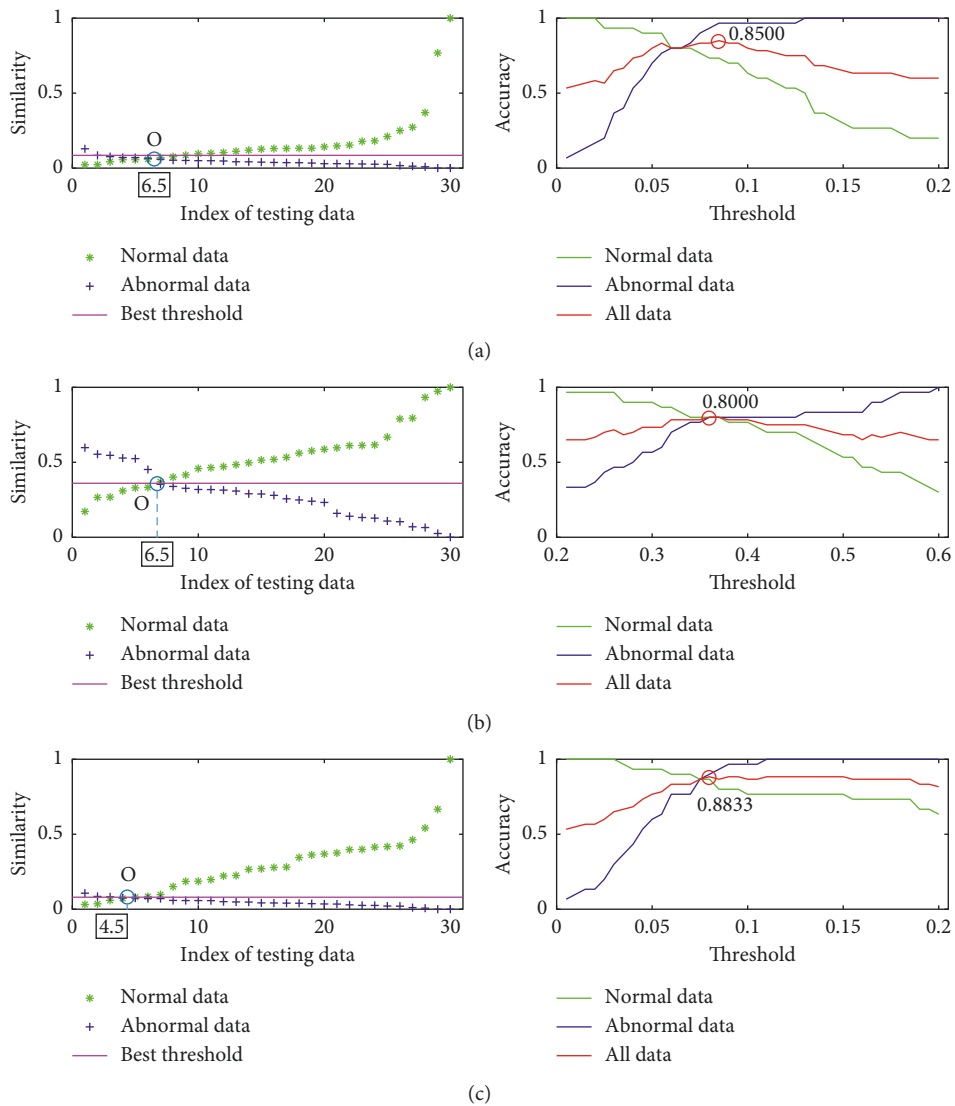 1
0.5
0
Similarity
O
0
6.5
10
20
30
Index of testing data
Normal data
Abnormal data
Best threshold
1
0.5
0
Accuracy
0.8500
0
0.05
0.1
0.15
0.2
Threshold
Normal data
Abnormal data
All data
(a)
1
0.5
0
Similarity
O
0
6.5
10
20
30
Index of testing data
Normal data
Abnormal data
Best threshold
1
0.5
0
Accuracy
0.8000
0.2
0.3
0.4
0.5
0.6
Threshold
Normal data
Abnormal data
All data
(b)
1
0.5
0
Similarity
O
0
4.5
10
20
30
Index of testing data
Normal data
Abnormal data
Best threshold
1
0.5
0
Accuracy
0.8833
0
0.05
0.1
0.15
0.2
Threshold
Normal data
Abnormal data
All data
(c)